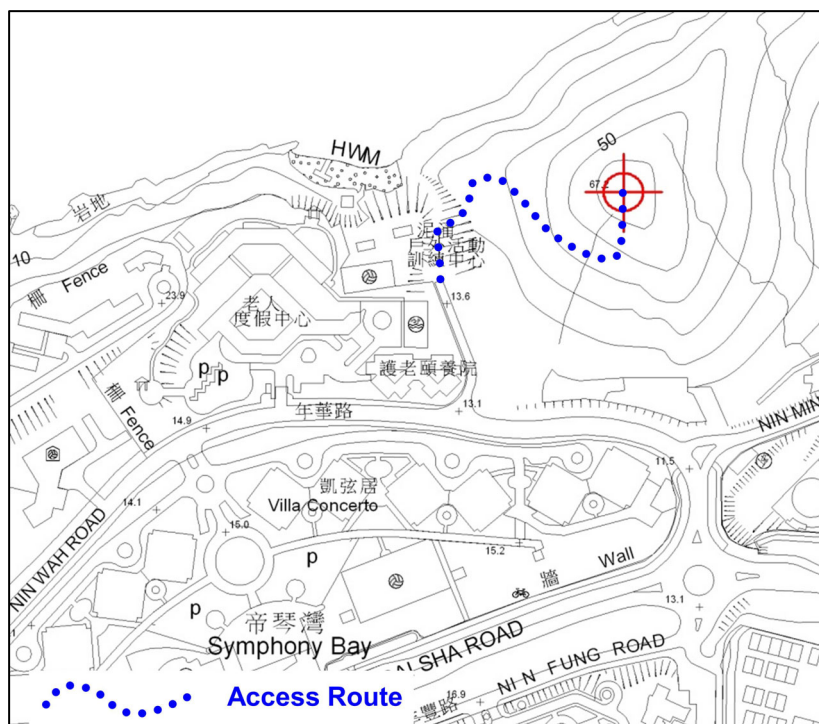 HWM
50
67.2
岩地
泥涌
戶外活動
訓練中心
10
柵 Fence
23.9
13.6
老人
度假中心
p
p
護老頤養院
柵 Fence
年華路
13.1
14.9
NIN MIN
11.5
凱弦居
Villa Concerto
14.1
15.0
15.2
NIN WAH ROAD
p
牆 Wall
p
13.1
帝琴灣
Symphony Bay
SHA ROAD
NIN FUNG ROAD
16.9
豐路
Access Route